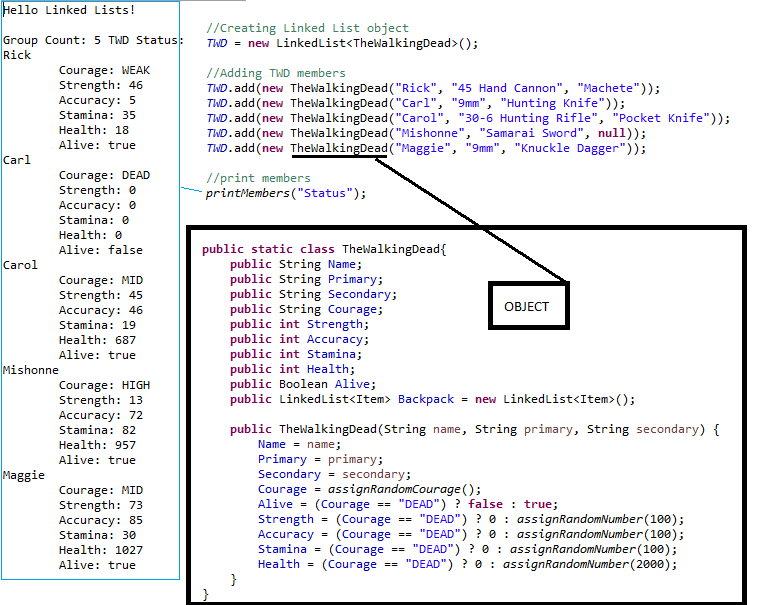 Hello Linked Lists!
Group Count: 5 TWD Status:
Rick
Courage: WEAK
Strength: 46
Accuracy: 5
Stamina: 35
Health: 18
Alive: true
Carl
Courage: DEAD
Strength: 0
Accuracy: 0
Stamina: 0
Health: 0
Alive: false
Carol
Courage: MID
Strength: 45
Accuracy: 46
Stamina: 19
Health: 687
Alive: true
Mishonne
Courage: HIGH
Strength: 13
Accuracy: 72
Stamina: 82
Health: 957
Alive: true
Maggie
Courage: MID
Strength: 73
Accuracy: 85
Stamina: 30
Health: 1027
Alive: true
//Creating Linked List object
TWD = new LinkedList<TheWalkingDead>();
//Adding TWD members
TWD.add(new TheWalkingDead("Rick", "45 Hand Cannon", "Machete"));
TWD.add(new TheWalkingDead("Carl", "9mm", "Hunting Knife"));
TWD.add(new TheWalkingDead("Carol", "30-6 Hunting Rifle", "Pocket Knife"));
TWD.add(new TheWalkingDead("Mishonne", "Samarai Sword", null));
TWD.add(new TheWalkingDead("Maggie", "9mm", "Knuckle Dagger"));
//print members
printMembers("Status");
public static class TheWalkingDead{
public String Name;
public String Primary;
public String Secondary;
public String Courage;
public int Strength;
public int Accuracy;
public int Stamina;
public int Health;
public Boolean Alive;
public LinkedList<Item> Backpack = new LinkedList<Item>();
public TheWalkingDead(String name, String primary, String secondary) {
Name = name;
Primary = primary;
Secondary = secondary;
Courage = assignRandomCourage();
Alive = (Courage == "DEAD") ? false : true;
Strength = (Courage == "DEAD") ? 0 : assignRandomNumber(100);
Accuracy = (Courage == "DEAD") ? 0 : assignRandomNumber(100);
Stamina = (Courage == "DEAD") ? 0 : assignRandomNumber(100);
Health = (Courage == "DEAD") ? 0 : assignRandomNumber(2000);
}
}
OBJECT